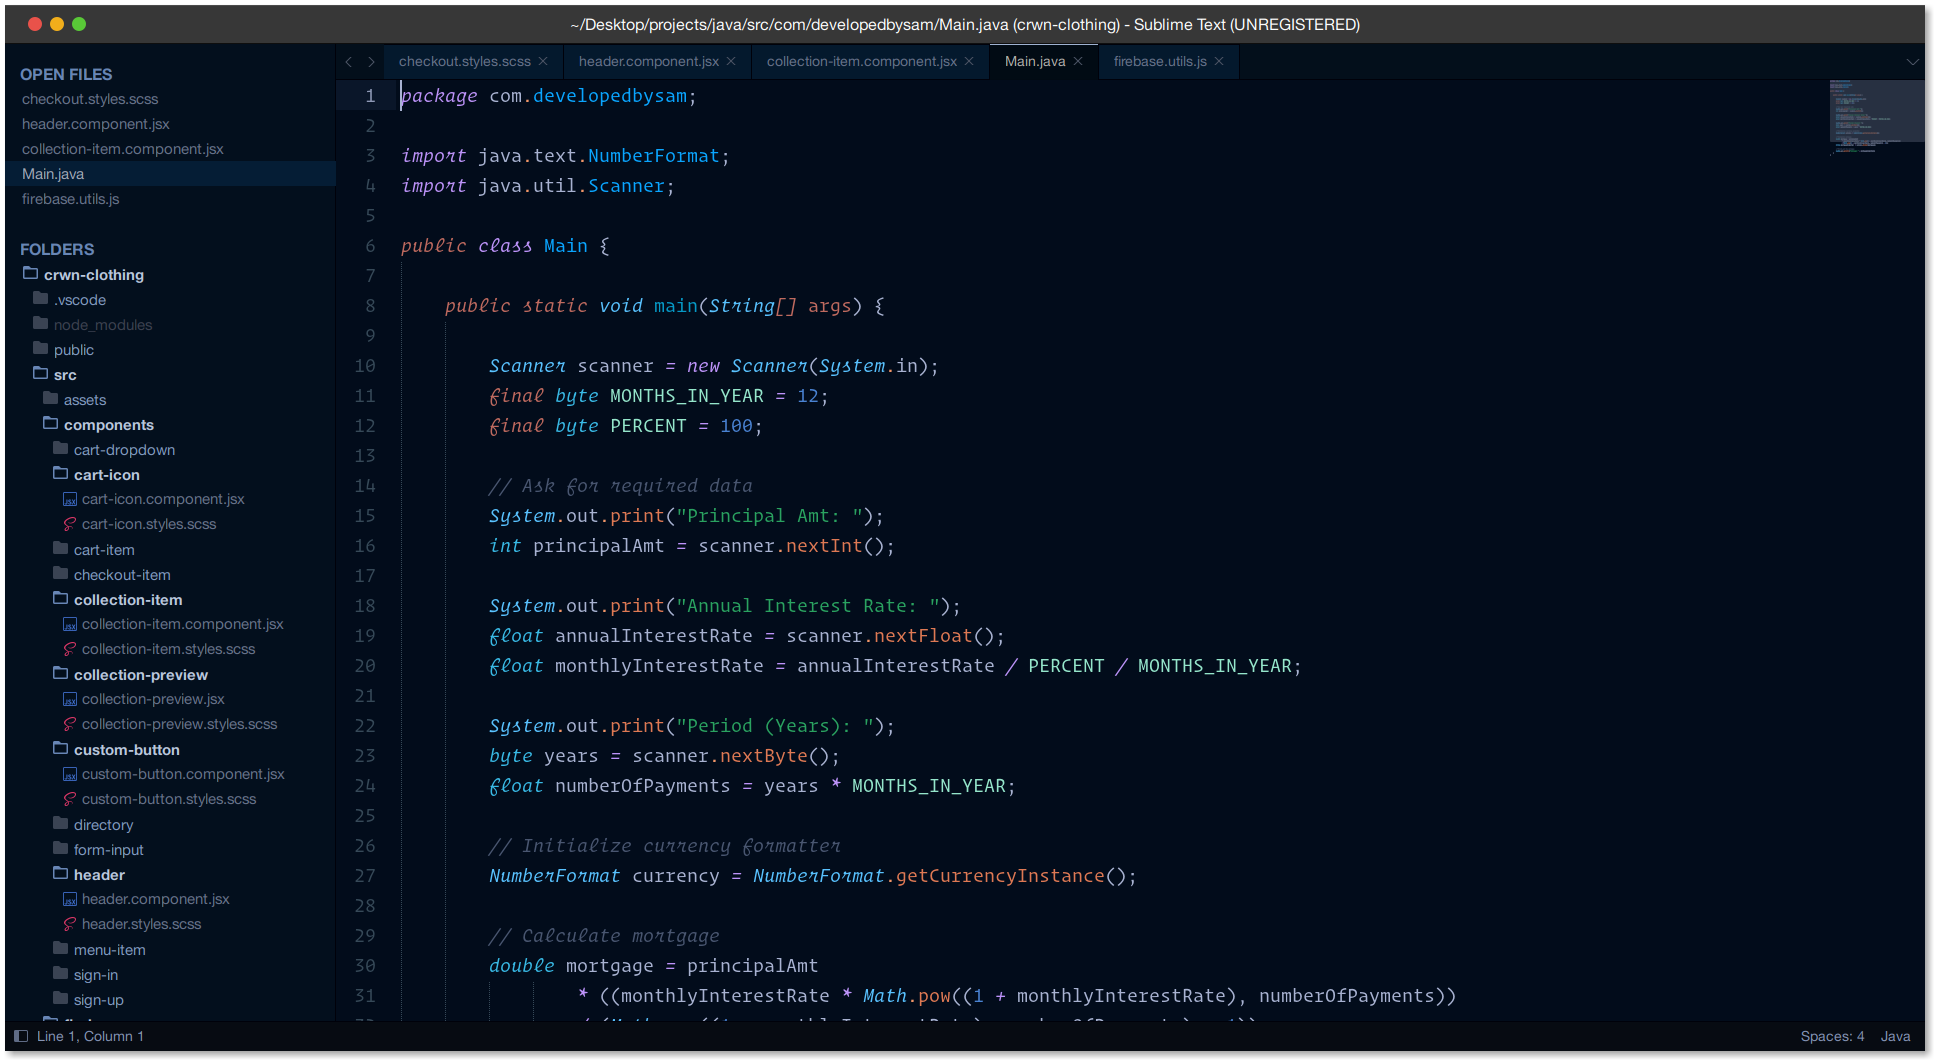 ~/Desktop/projects/java/src/com/developedbysam/Main.java (crwn-clothing) - Sublime Text (UNREGISTERED)
OPEN FILES
checkout.styles.scss
header.component.jsx
collection-item.component.jsx
Main.java
firebase.utils.js
FOLDERS
crwn-clothing
.vscode
node_modules
public
src
assets
components
cart-dropdown
cart-icon
JSX cart-icon.component.jsx
cart-icon.styles.scss
cart-item
checkout-item
collection-item
JSX collection-item.component.jsx
collection-item.styles.scss
collection-preview
JSX collection-preview.jsx
collection-preview.styles.scss
custom-button
JSX custom-button.component.jsx
custom-button.styles.scss
directory
form-input
header
JSX header.component.jsx
header.styles.scss
menu-item
sign-in
sign-up
checkout.styles.scss × header.component.jsx × collection-item.component.jsx × Main.java × firebase.utils.js ×
1 package com.developedbysam;
2
3 import java.text.NumberFormat;
4 import java.util.Scanner;
5
6 public class Main {
7
8 public static void main(String[] args) {
9
10 Scanner scanner = new Scanner(System.in);
11 final byte MONTHS_IN_YEAR = 12;
12 final byte PERCENT = 100;
13
14 // Ask for required data
15 System.out.print("Principal Amt: ");
16 int principalAmt = scanner.nextInt();
17
18 System.out.print("Annual Interest Rate: ");
19 float annualInterestRate = scanner.nextFloat();
20 float monthlyInterestRate = annualInterestRate / PERCENT / MONTHS_IN_YEAR;
21
22 System.out.print("Period (Years): ");
23 byte years = scanner.nextByte();
24 float numberOfPayments = years * MONTHS_IN_YEAR;
25
26 // Initialize currency formatter
27 NumberFormat currency = NumberFormat.getCurrencyInstance();
28
29 // Calculate mortgage
30 double mortgage = principalAmt
31 * ((monthlyInterestRate * Math.pow((1 + monthlyInterestRate), numberOfPayments))
Line 1, Column 1
Spaces: 4 Java